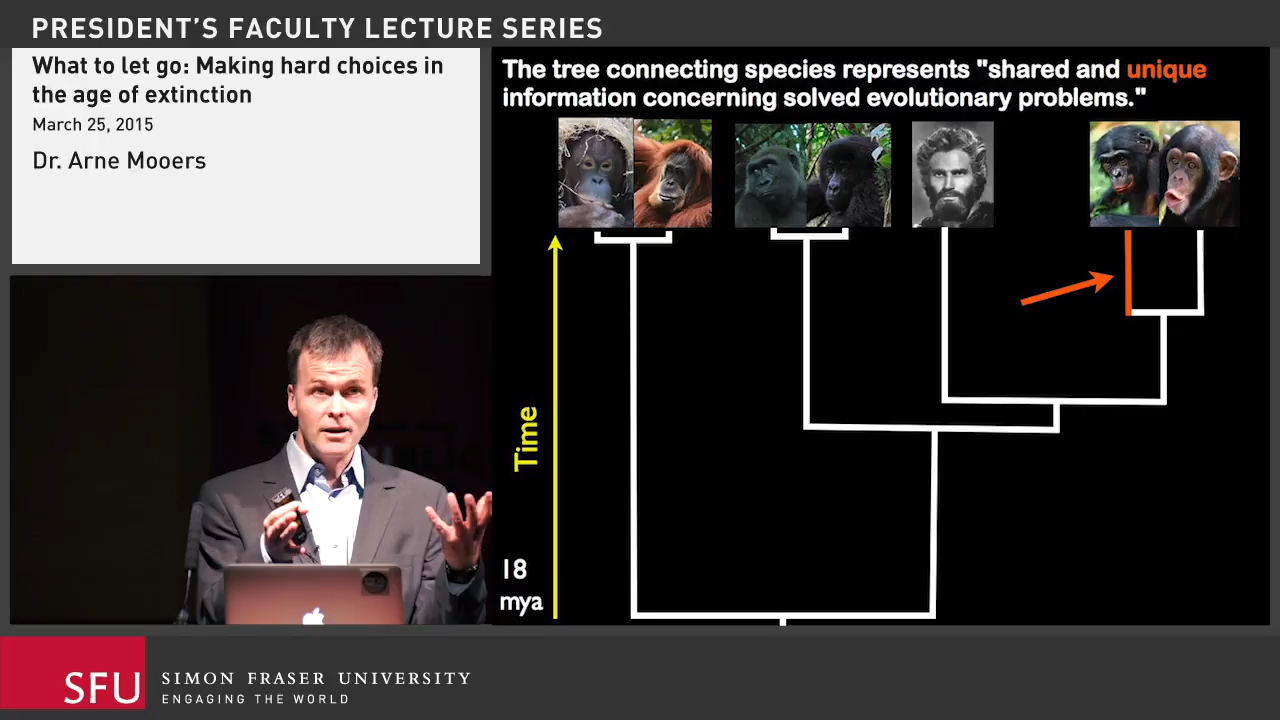 PRESIDENT'S FACULTY LECTURE SERIES
What to let go: Making hard choices in
the age of extinction
March 25, 2015
Dr. Arne Mooers
The tree connecting species represents "shared and unique
information concerning solved evolutionary problems."
Time
18
mya
SFU
SIMON FRASER UNIVERSITY
ENGAGING THE WORLD